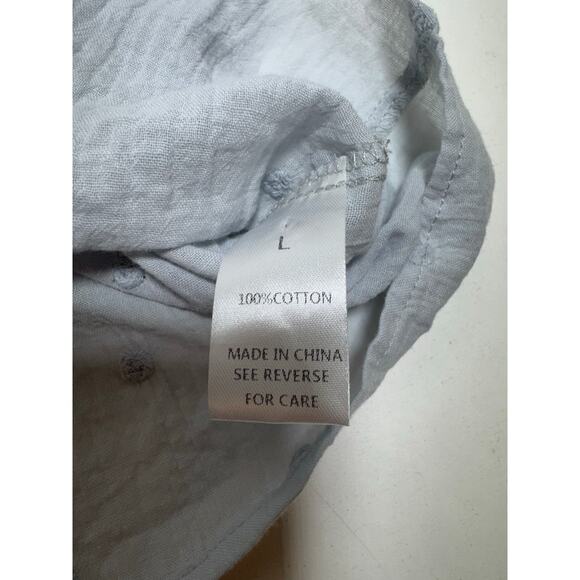 L
100%COTTON
MADE IN CHINA
SEE REVERSE
FOR CARE